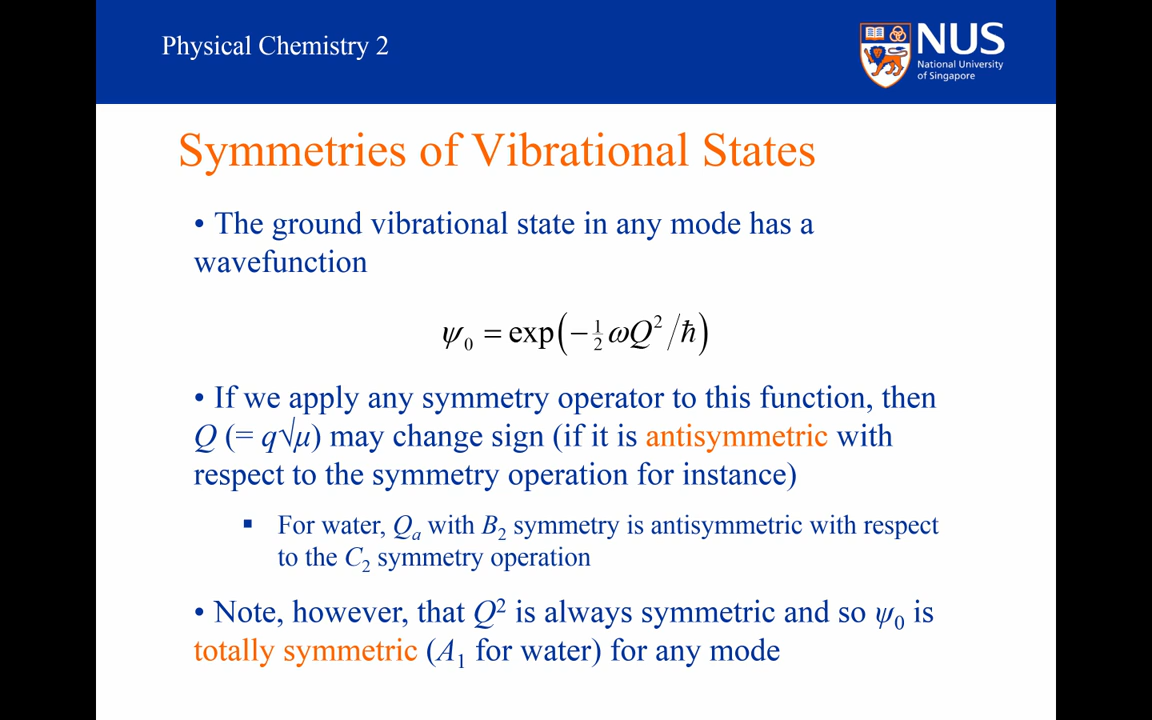 Physical Chemistry 2
NUS
National University
of Singapore
Symmetries of Vibrational States
• The ground vibrational state in any mode has a
wavefunction
ψ₀ = exp(−½ωQ²/ħ)
• If we apply any symmetry operator to this function, then
Q (= q√μ) may change sign (if it is antisymmetric with
respect to the symmetry operation for instance)
▪ For water, Qₐ with B₂ symmetry is antisymmetric with respect
to the C₂ symmetry operation
• Note, however, that Q² is always symmetric and so ψ₀ is
totally symmetric (A₁ for water) for any mode